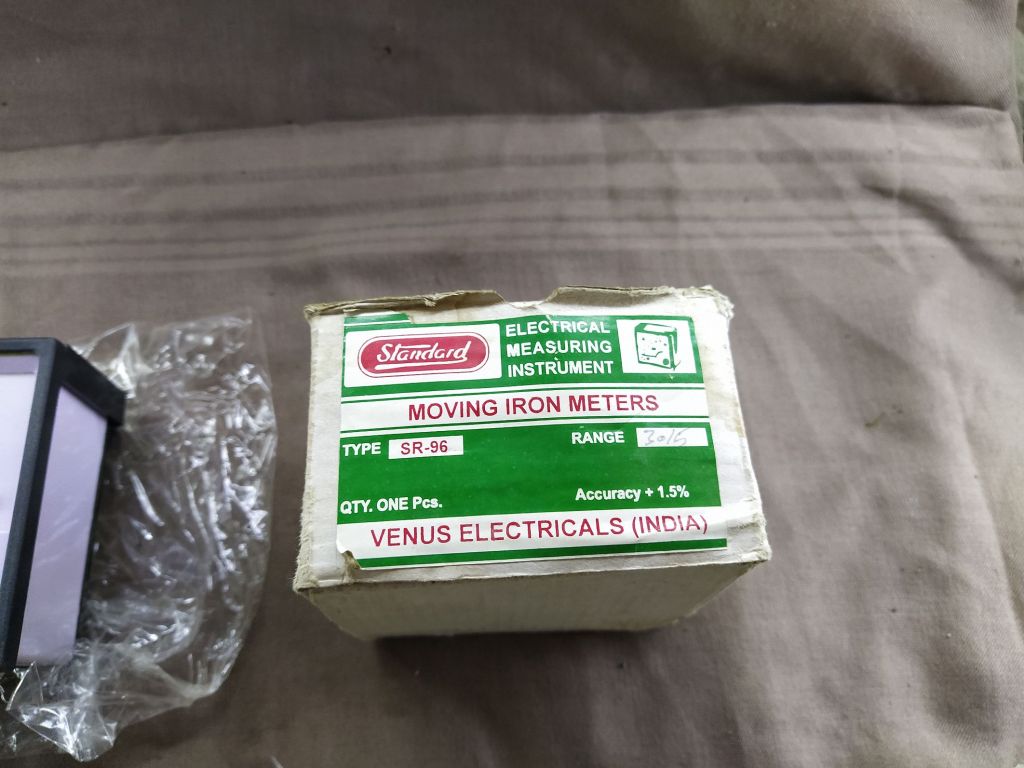 Standard
ELECTRICAL
MEASURING
INSTRUMENT
MOVING IRON METERS
TYPE SR-96
RANGE 30/5
QTY. ONE Pcs.
Accuracy + 1.5%
VENUS ELECTRICALS (INDIA)